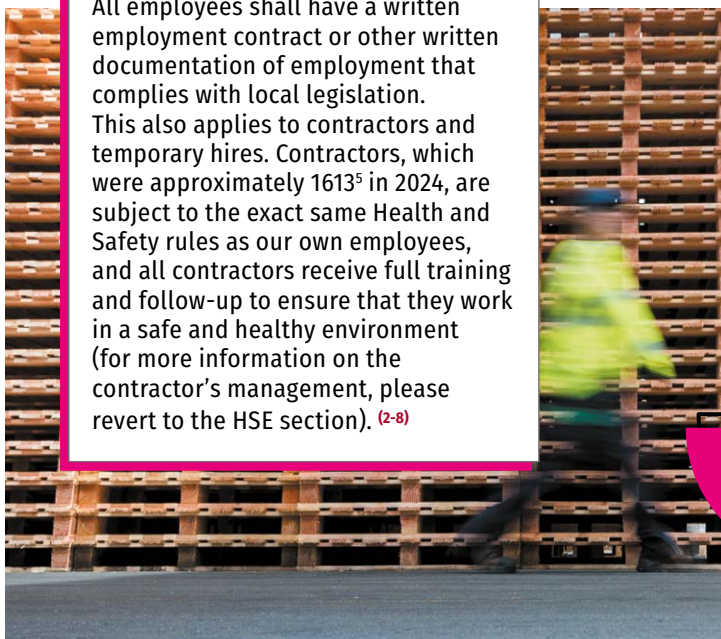 All employees shall have a written
employment contract or other written
documentation of employment that
complies with local legislation.
This also applies to contractors and
temporary hires. Contractors, which
were approximately 1613⁵ in 2024, are
subject to the exact same Health and
Safety rules as our own employees,
and all contractors receive full training
and follow-up to ensure that they work
in a safe and healthy environment
(for more information on the
contractor's management, please
revert to the HSE section). (2-8)